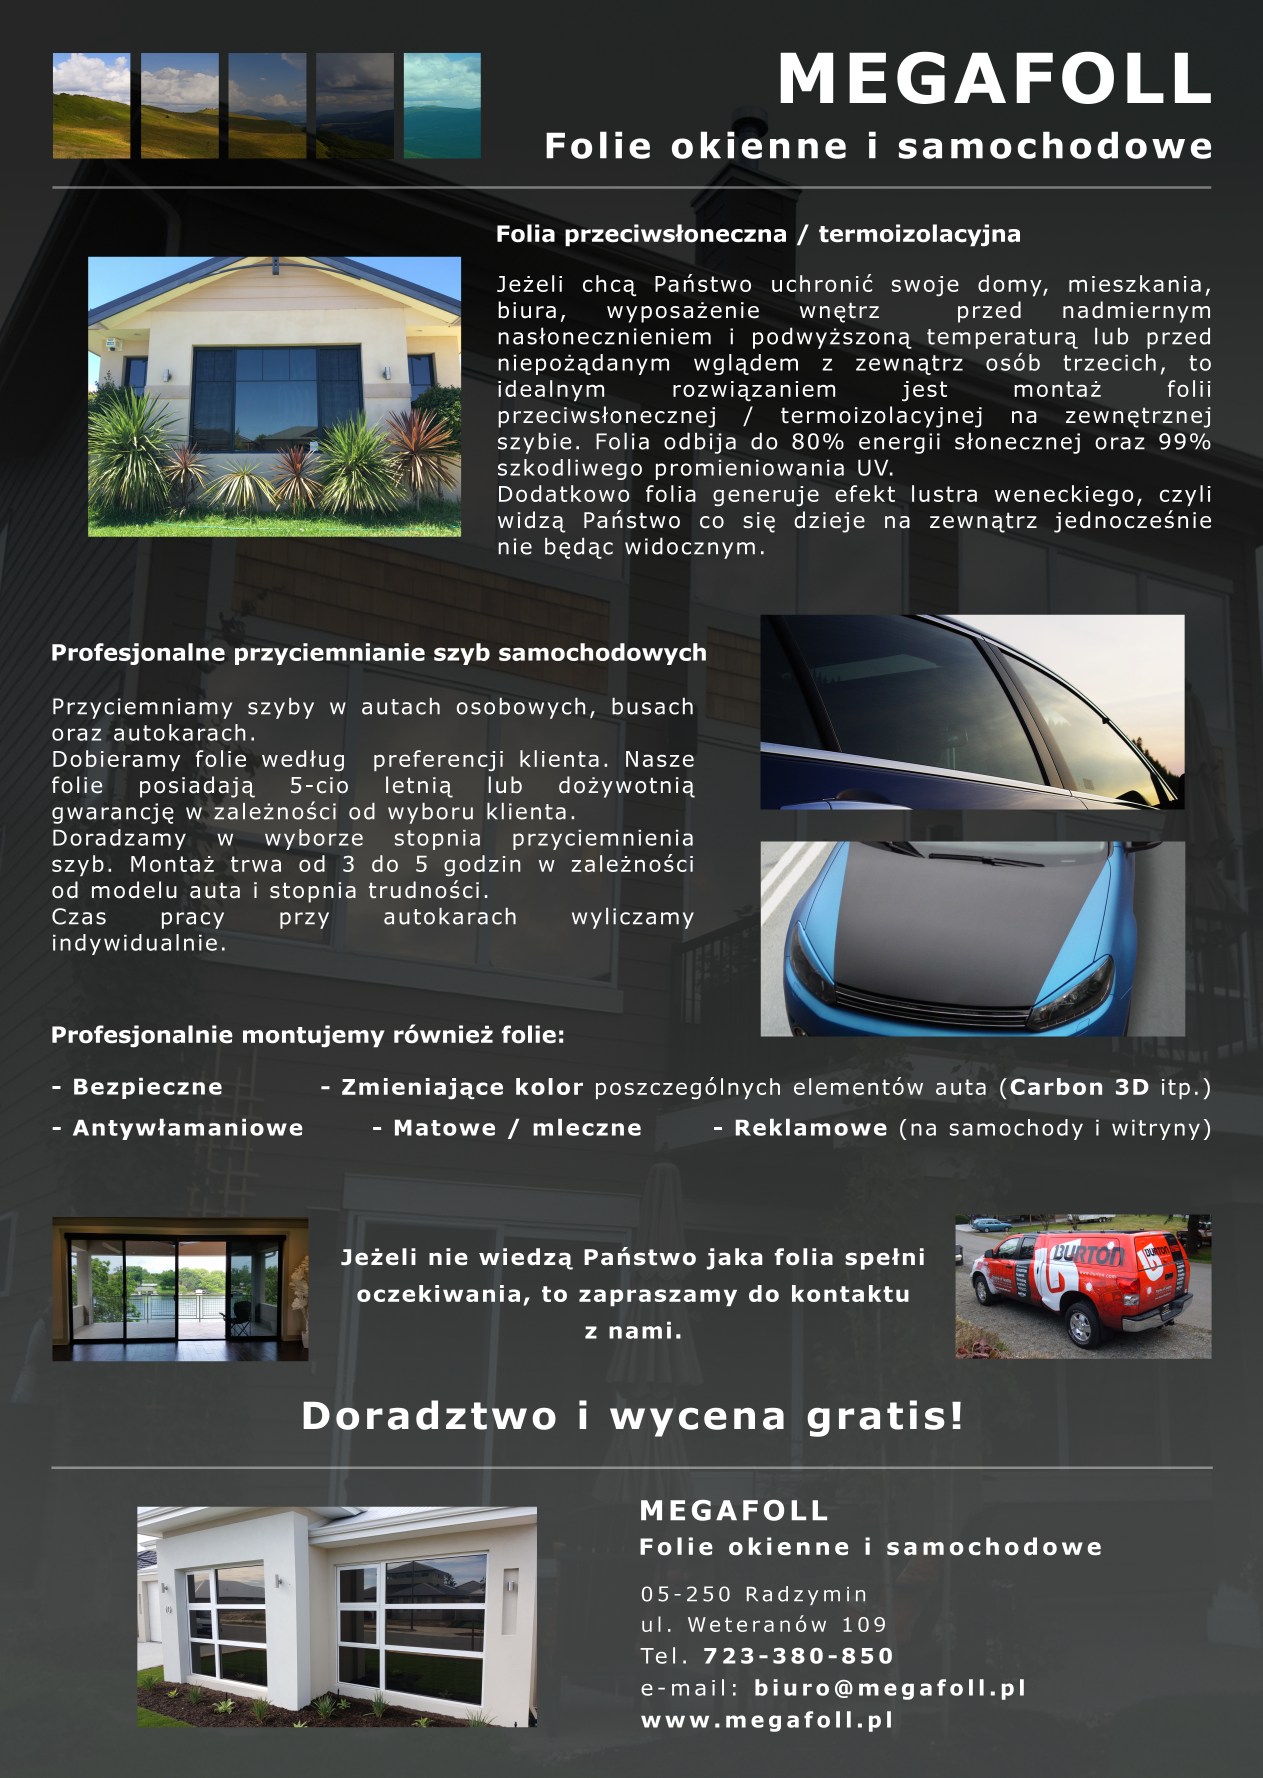 MEGAFOLL
Folie okienne i samochodowe
Folia przeciwsłoneczna / termoizolacyjna
Jeżeli chcą Państwo uchronić swoje domy, mieszkania,
biura, wyposażenie wnętrz przed nadmiernym
nasłonecznieniem i podwyższoną temperaturą lub przed
niepożądanym wglądem z zewnątrz osób trzecich, to
idealnym rozwiązaniem jest montaż folii
przeciwsłonecznej / termoizolacyjnej na zewnętrznej
szybie. Folia odbija do 80% energii słonecznej oraz 99%
szkodliwego promieniowania UV.
Dodatkowo folia generuje efekt lustra weneckiego, czyli
widzą Państwo co się dzieje na zewnątrz jednocześnie
nie będąc widocznym.
Profesjonalne przyciemnianie szyb samochodowych
Przyciemniamy szyby w autach osobowych, busach
oraz autokarach.
Dobieramy folie według preferencji klienta. Nasze
folie posiadają 5-cio letnią lub dożywotnią
gwarancję w zależności od wyboru klienta.
Doradzamy w wyborze stopnia przyciemnienia
szyb. Montaż trwa od 3 do 5 godzin w zależności
od modelu auta i stopnia trudności.
Czas pracy przy autokarach wyliczamy
indywidualnie.
Profesjonalnie montujemy również folie:
- Bezpieczne - Zmieniające kolor poszczególnych elementów auta (Carbon 3D itp.)
- Antywłamaniowe - Matowe / mleczne - Reklamowe (na samochody i witryny)
Jeżeli nie wiedzą Państwo jaka folia spełni
oczekiwania, to zapraszamy do kontaktu
z nami.
BURTON
BURTON
Doradztwo i wycena gratis!
MEGAFOLL
Folie okienne i samochodowe
05-250 Radzymin
ul. Weteranów 109
Tel. 723-380-850
e-mail: biuro@megafoll.pl
www.megafoll.pl